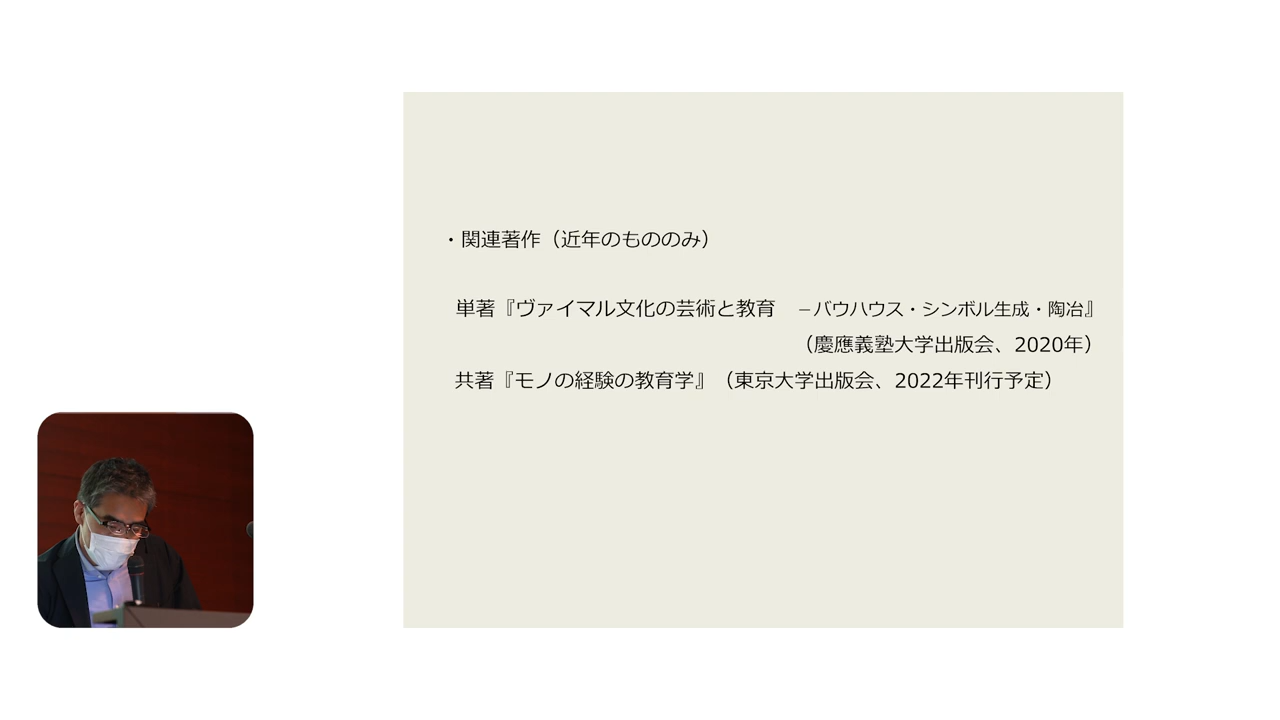 ・関連著作（近年のもののみ）
単著『ヴァイマル文化の芸術と教育　－バウハウス・シンボル生成・陶冶』
（慶應義塾大学出版会、2020年）
共著『モノの経験の教育学』（東京大学出版会、2022年刊行予定）